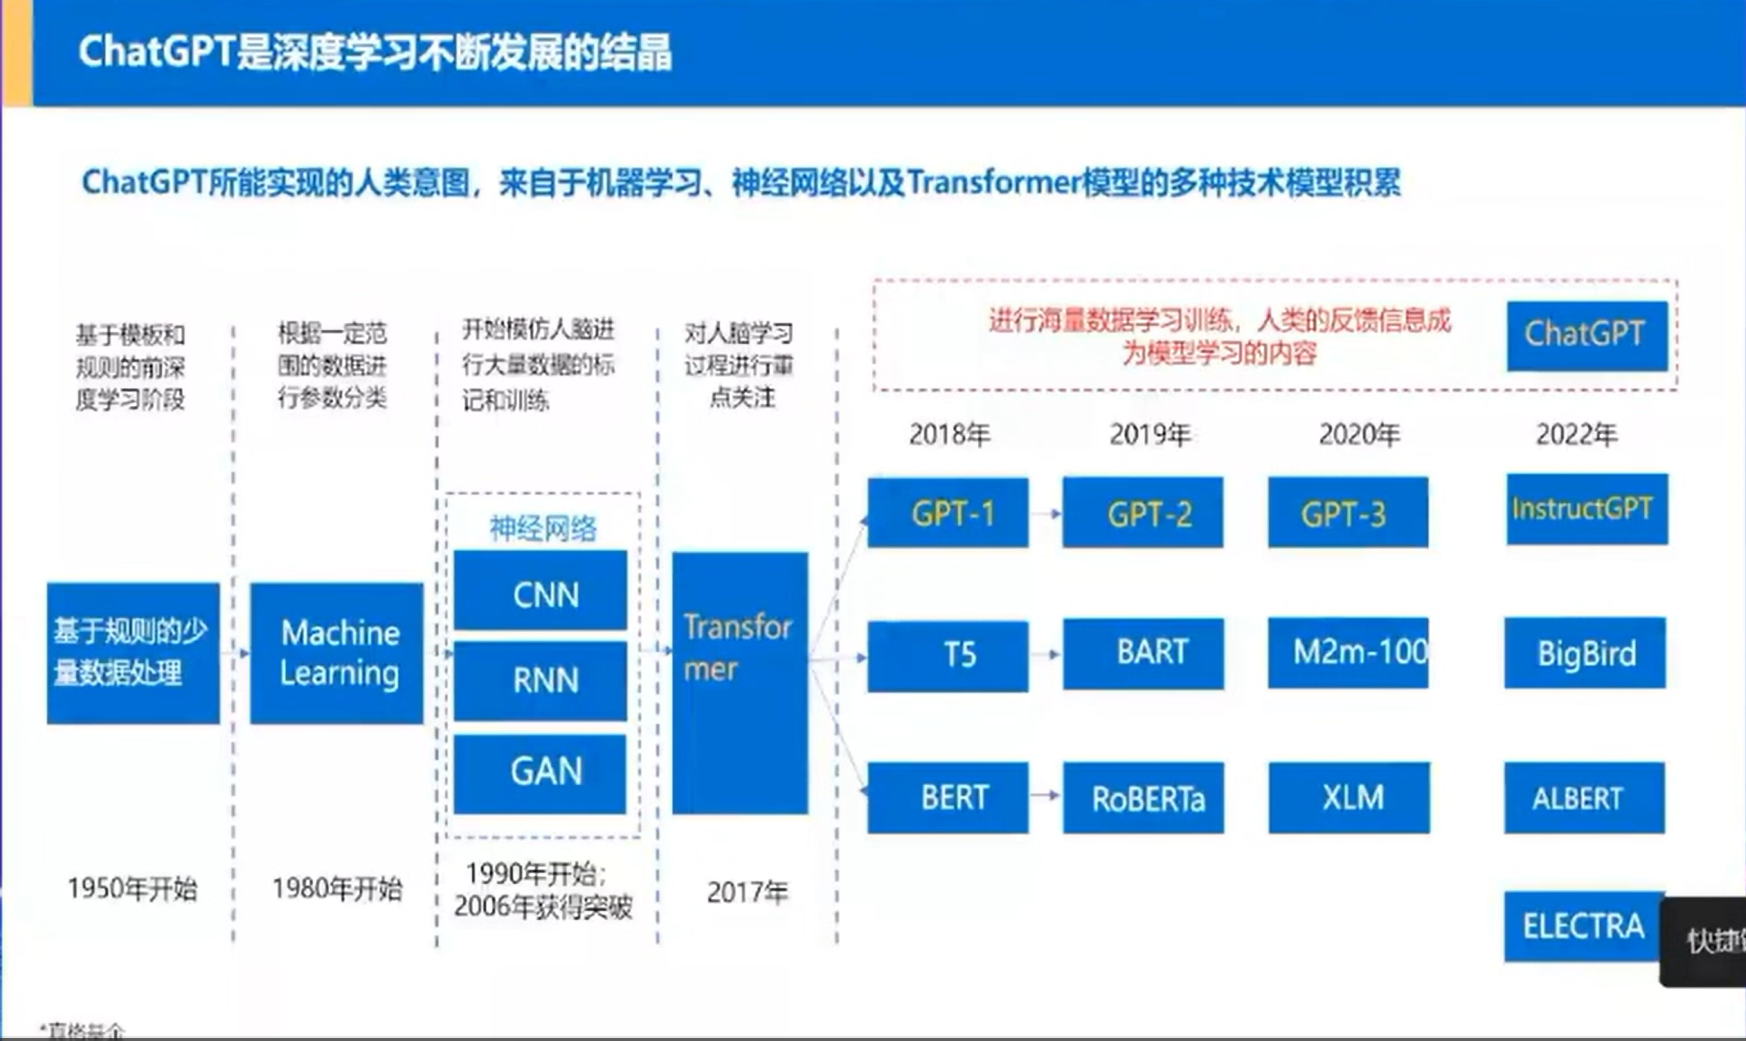 ChatGPT是深度学习不断发展的结晶
ChatGPT所能实现的人类意图，来自于机器学习、神经网络以及Transformer模型的多种技术模型积累
基于模板和
规则的前深
度学习阶段
根据一定范
围的数据进
行参数分类
开始模仿人脑进
行大量数据的标
记和训练
对人脑学习
过程进行重
点关注
进行海量数据学习训练，人类的反馈信息成
为模型学习的内容
ChatGPT
2018年
2019年
2020年
2022年
GPT-1
GPT-2
GPT-3
InstructGPT
神经网络
CNN
RNN
GAN
基于规则的少
量数据处理
Machine
Learning
Transfor
mer
T5
BART
M2m-100
BigBird
BERT
RoBERTa
XLM
ALBERT
ELECTRA
1950年开始
1980年开始
1990年开始；
2006年获得突破
2017年
快捷
*真格基金